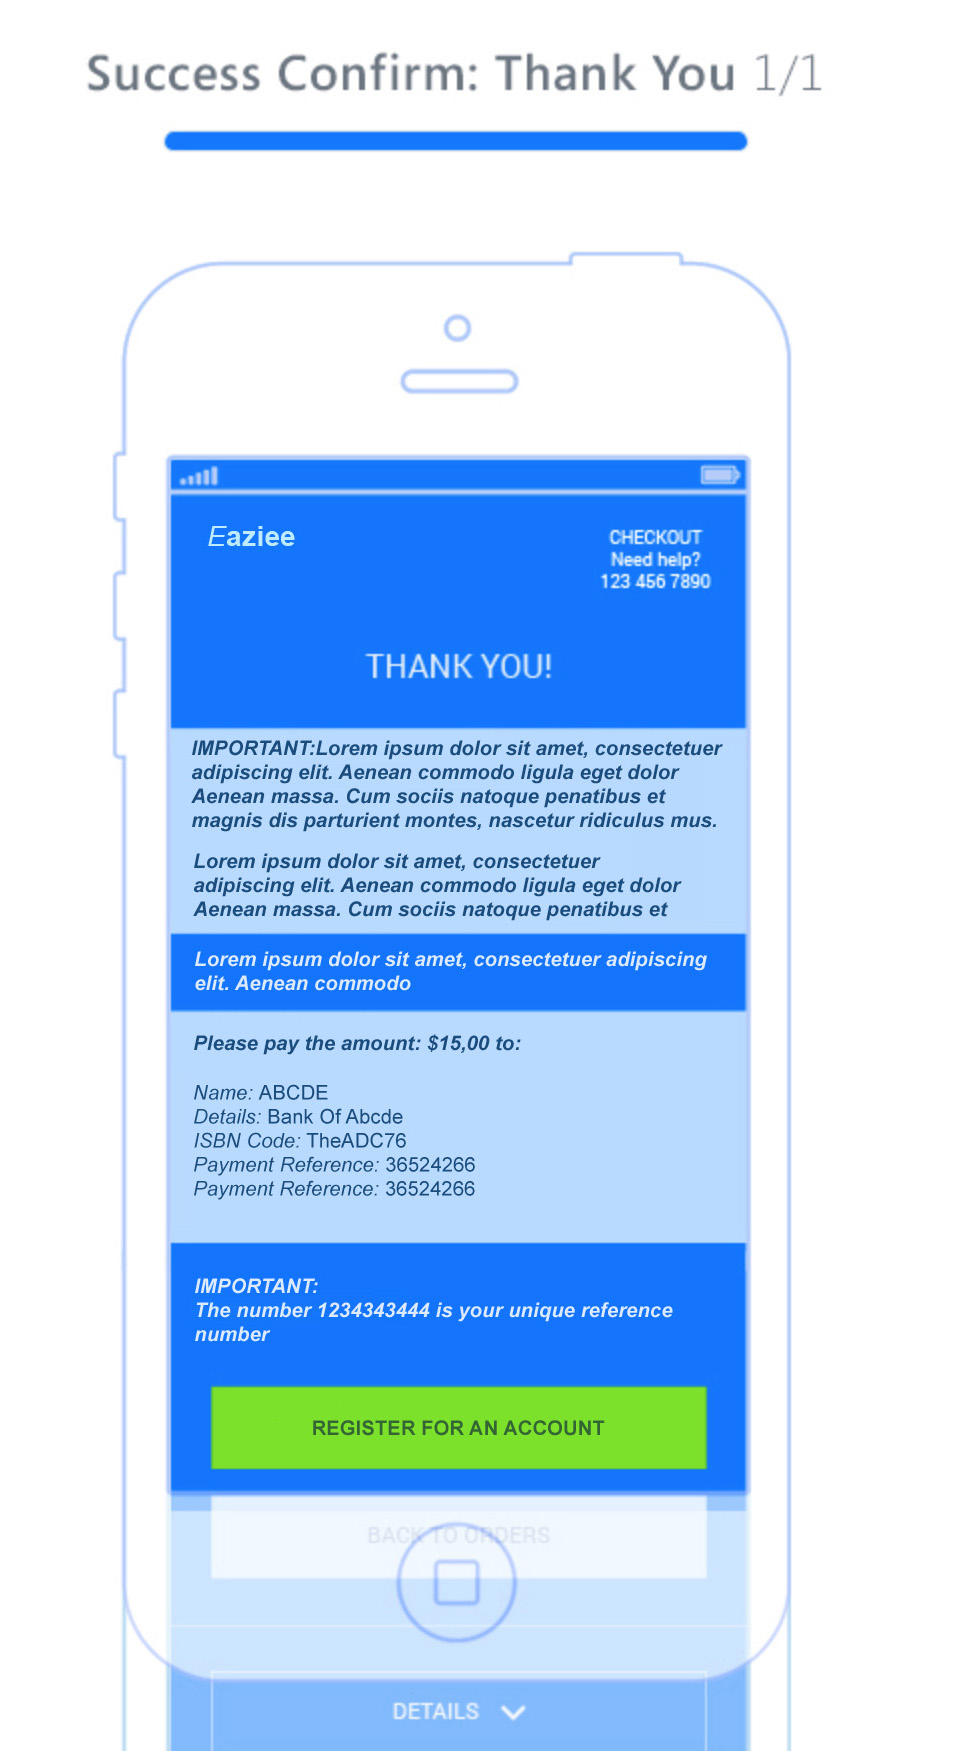 Success Confirm: Thank You 1/1
Eaziee
CHECKOUT
Need help?
123 456 7890
THANK YOU!
IMPORTANT:Lorem ipsum dolor sit amet, consectetuer
adipiscing elit. Aenean commodo ligula eget dolor
Aenean massa. Cum sociis natoque penatibus et
magnis dis parturient montes, nascetur ridiculus mus.
Lorem ipsum dolor sit amet, consectetuer
adipiscing elit. Aenean commodo ligula eget dolor
Aenean massa. Cum sociis natoque penatibus et
Lorem ipsum dolor sit amet, consectetuer adipiscing
elit. Aenean commodo
Please pay the amount: $15,00 to:
Name: ABCDE
Details: Bank Of Abcde
ISBN Code: TheADC76
Payment Reference: 36524266
Payment Reference: 36524266
IMPORTANT:
The number 1234343444 is your unique reference
number
REGISTER FOR AN ACCOUNT
BACK TO ORDERS
DETAILS